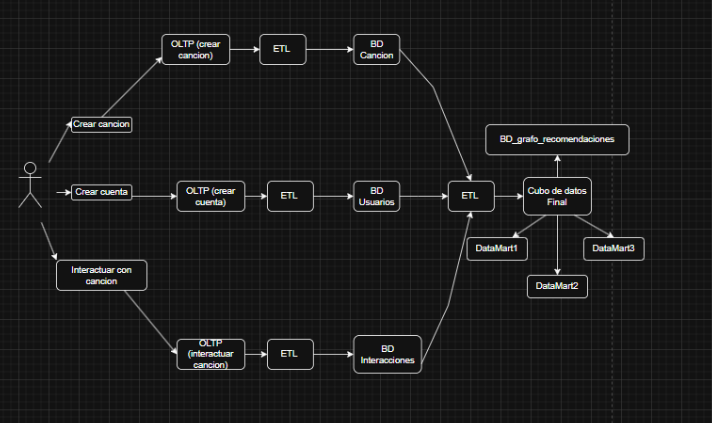 OLTP (crear
cancion)
ETL
BD
Cancion
Crear cancion
BD_grafo_recomendaciones
Crear cuenta
OLTP (crear
cuenta)
ETL
BD
Usuarios
ETL
Cubo de datos
Final
DataMart1
DataMart3
DataMart2
Interactuar con
cancion
OLTP
(interactuar
cancion)
ETL
BD
Interacciones